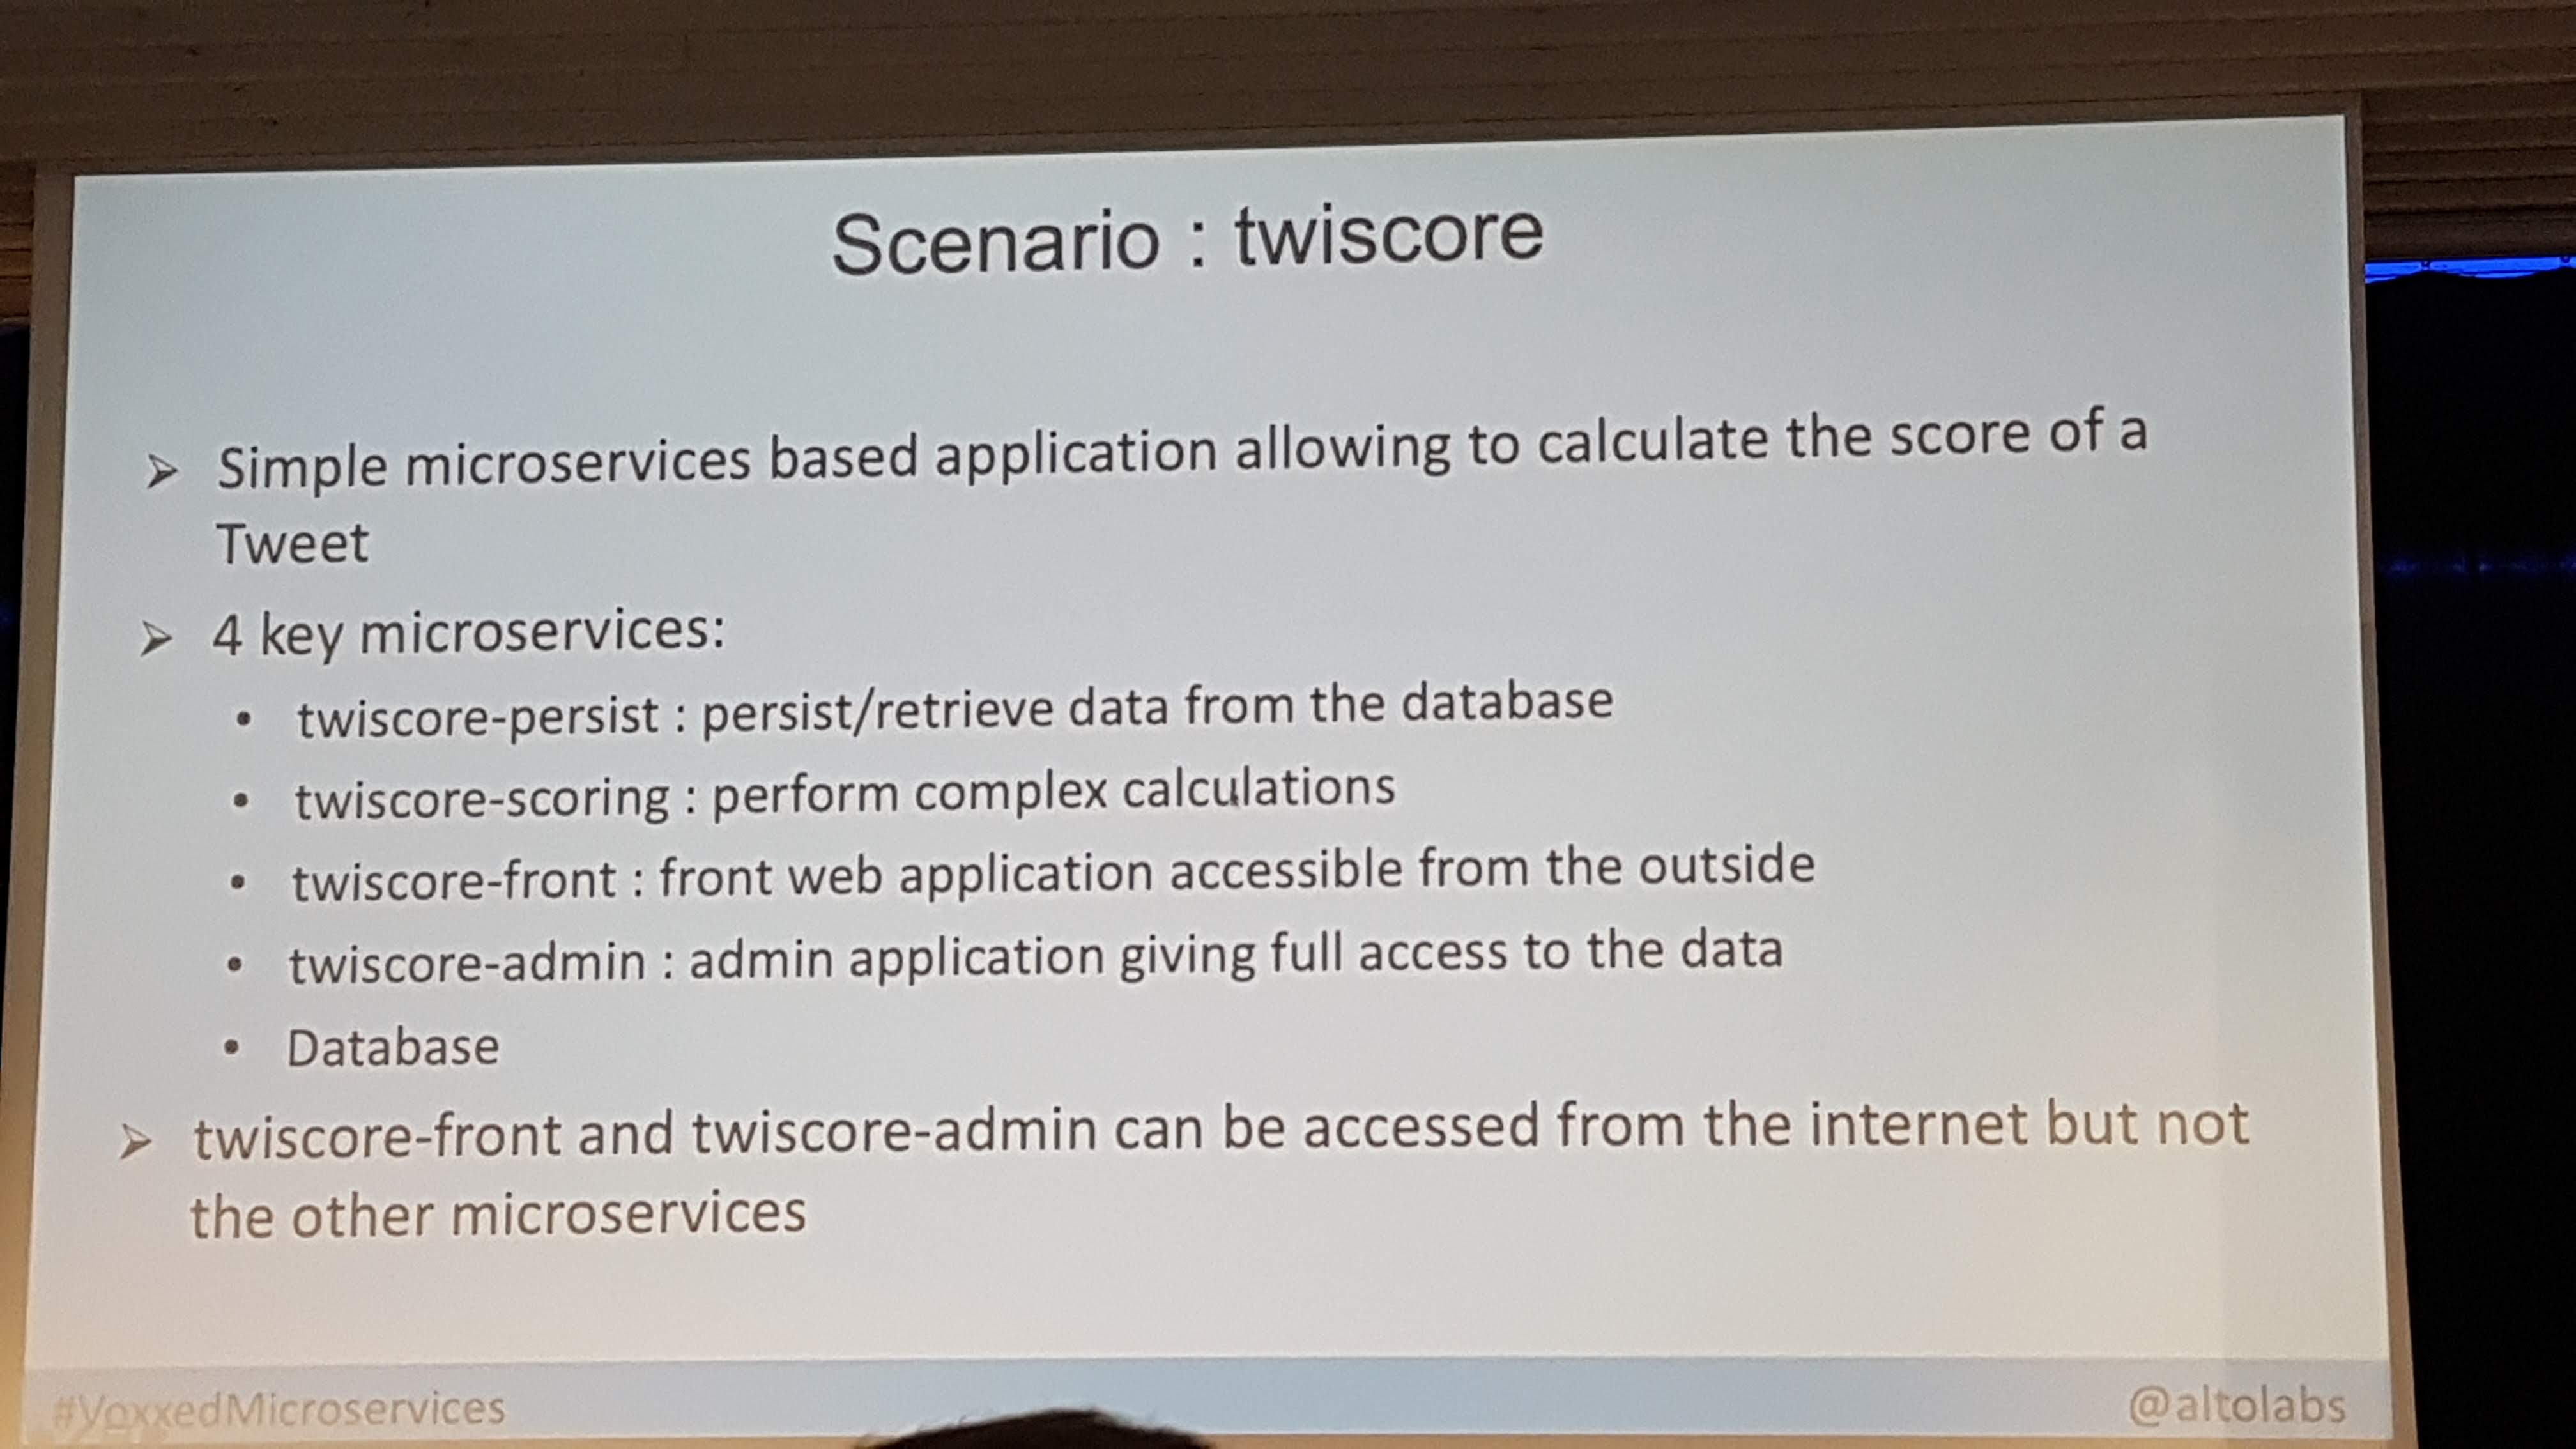 Scenario : twiscore
➢ Simple microservices based application allowing to calculate the score of a
Tweet
➢ 4 key microservices:
• twiscore-persist : persist/retrieve data from the database
• twiscore-scoring : perform complex calculations
• twiscore-front : front web application accessible from the outside
• twiscore-admin : admin application giving full access to the data
• Database
➢ twiscore-front and twiscore-admin can be accessed from the internet but not
the other microservices
#VoxxedMicroservices
@altolabs